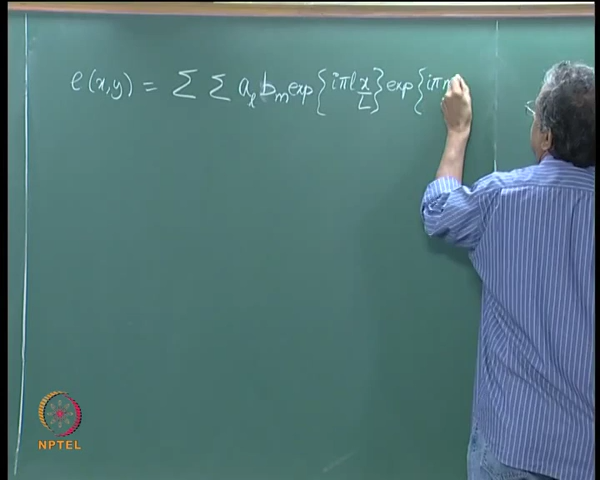 e(x,y) = Σ Σ a_l b_m exp{iπl x/L} exp{iπm
NPTEL